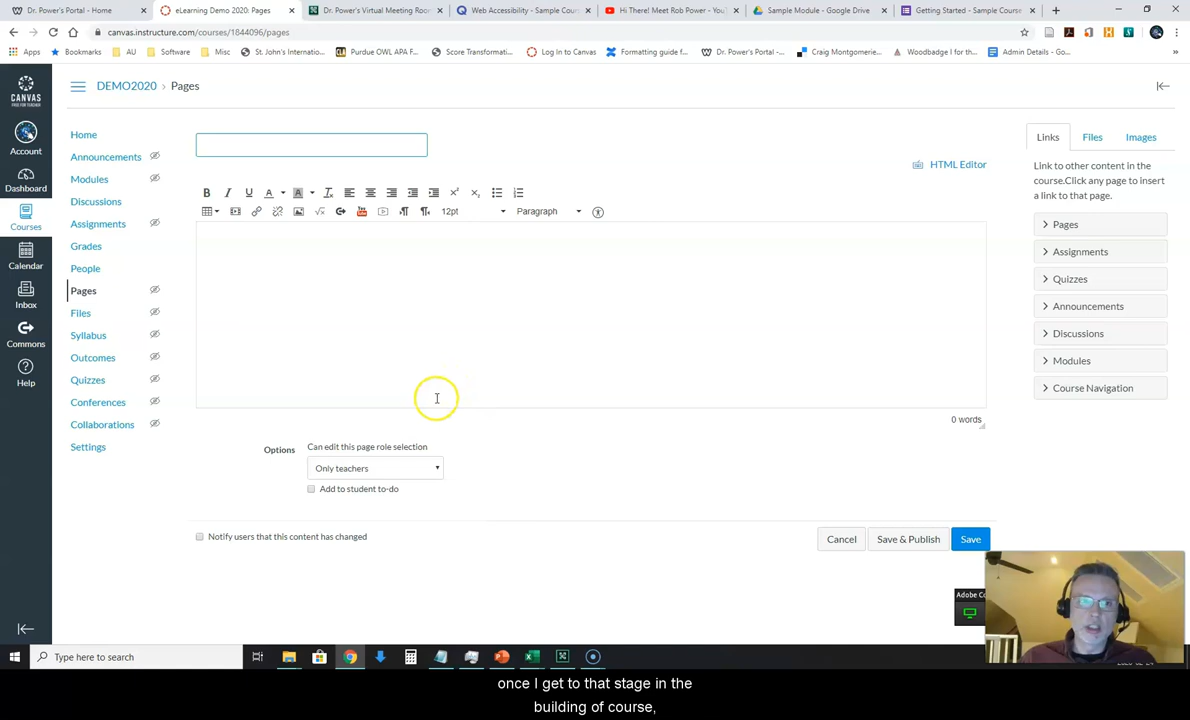 Dr. Power's Portal - Home
eLearning Demo 2020: Pages
Dr. Power's Virtual Meeting Roo
Web Accessibility - Sample Cours
Hi There! Meet Rob Power - YouT
Sample Module - Google Drive
Getting Started - Sample Course
canvas.instructure.com/courses/1844096/pages
Apps
Bookmarks
AU
Software
Misc
St. John's Internatio...
Purdue OWL APA F...
Score Transformati...
Log In to Canvas
Formatting guide f...
Dr. Power's Portal -...
Craig Montgomerie...
Woodbadge I for th...
Admin Details - Go...
CANVAS
FREE FOR TEACHER
Account
Dashboard
Courses
Calendar
Inbox
Commons
Help
DEMO2020 › Pages
Home
Announcements
Modules
Discussions
Assignments
Grades
People
Pages
Files
Syllabus
Outcomes
Quizzes
Conferences
Collaborations
Settings
HTML Editor
12pt
Paragraph
0 words
Options
Can edit this page role selection
Only teachers
Add to student to-do
Notify users that this content has changed
Cancel
Save & Publish
Save
Links
Files
Images
Link to other content in the
course.Click any page to insert
a link to that page.
Pages
Assignments
Quizzes
Announcements
Discussions
Modules
Course Navigation
Adobe Co
Type here to search
once I get to that stage in the
building of course,